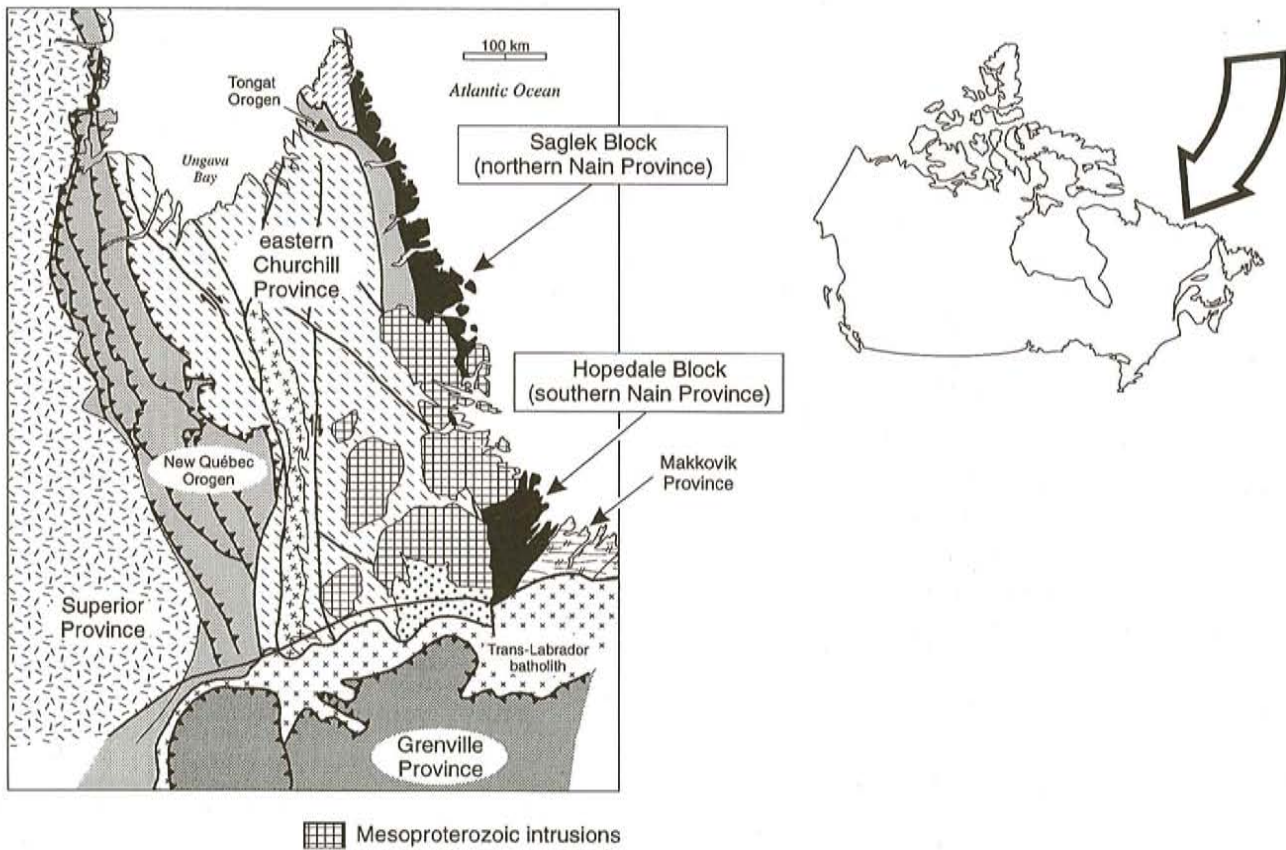 100 km
Tongat
Orogen
Atlantic Ocean
Saglek Block
(northern Nain Province)
Ungava
Bay
eastern
Churchill
Province
Hopedale Block
(southern Nain Province)
Makkovik
Province
New Québec
Orogen
Superior
Province
Trans-Labrador
batholith
Grenville
Province
Mesoproterozoic intrusions